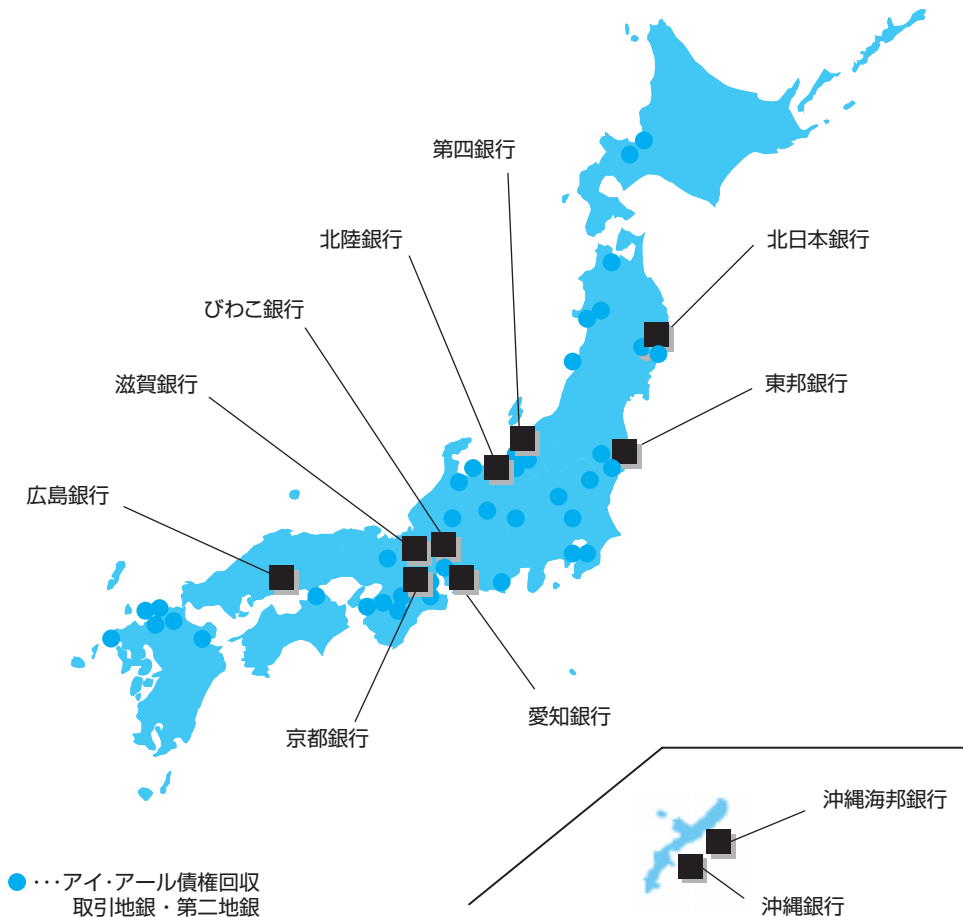 第四銀行
北陸銀行
北日本銀行
びわこ銀行
滋賀銀行
東邦銀行
広島銀行
愛知銀行
京都銀行
沖縄海邦銀行
沖縄銀行
･･･アイ･アール債権回収
取引地銀・第二地銀